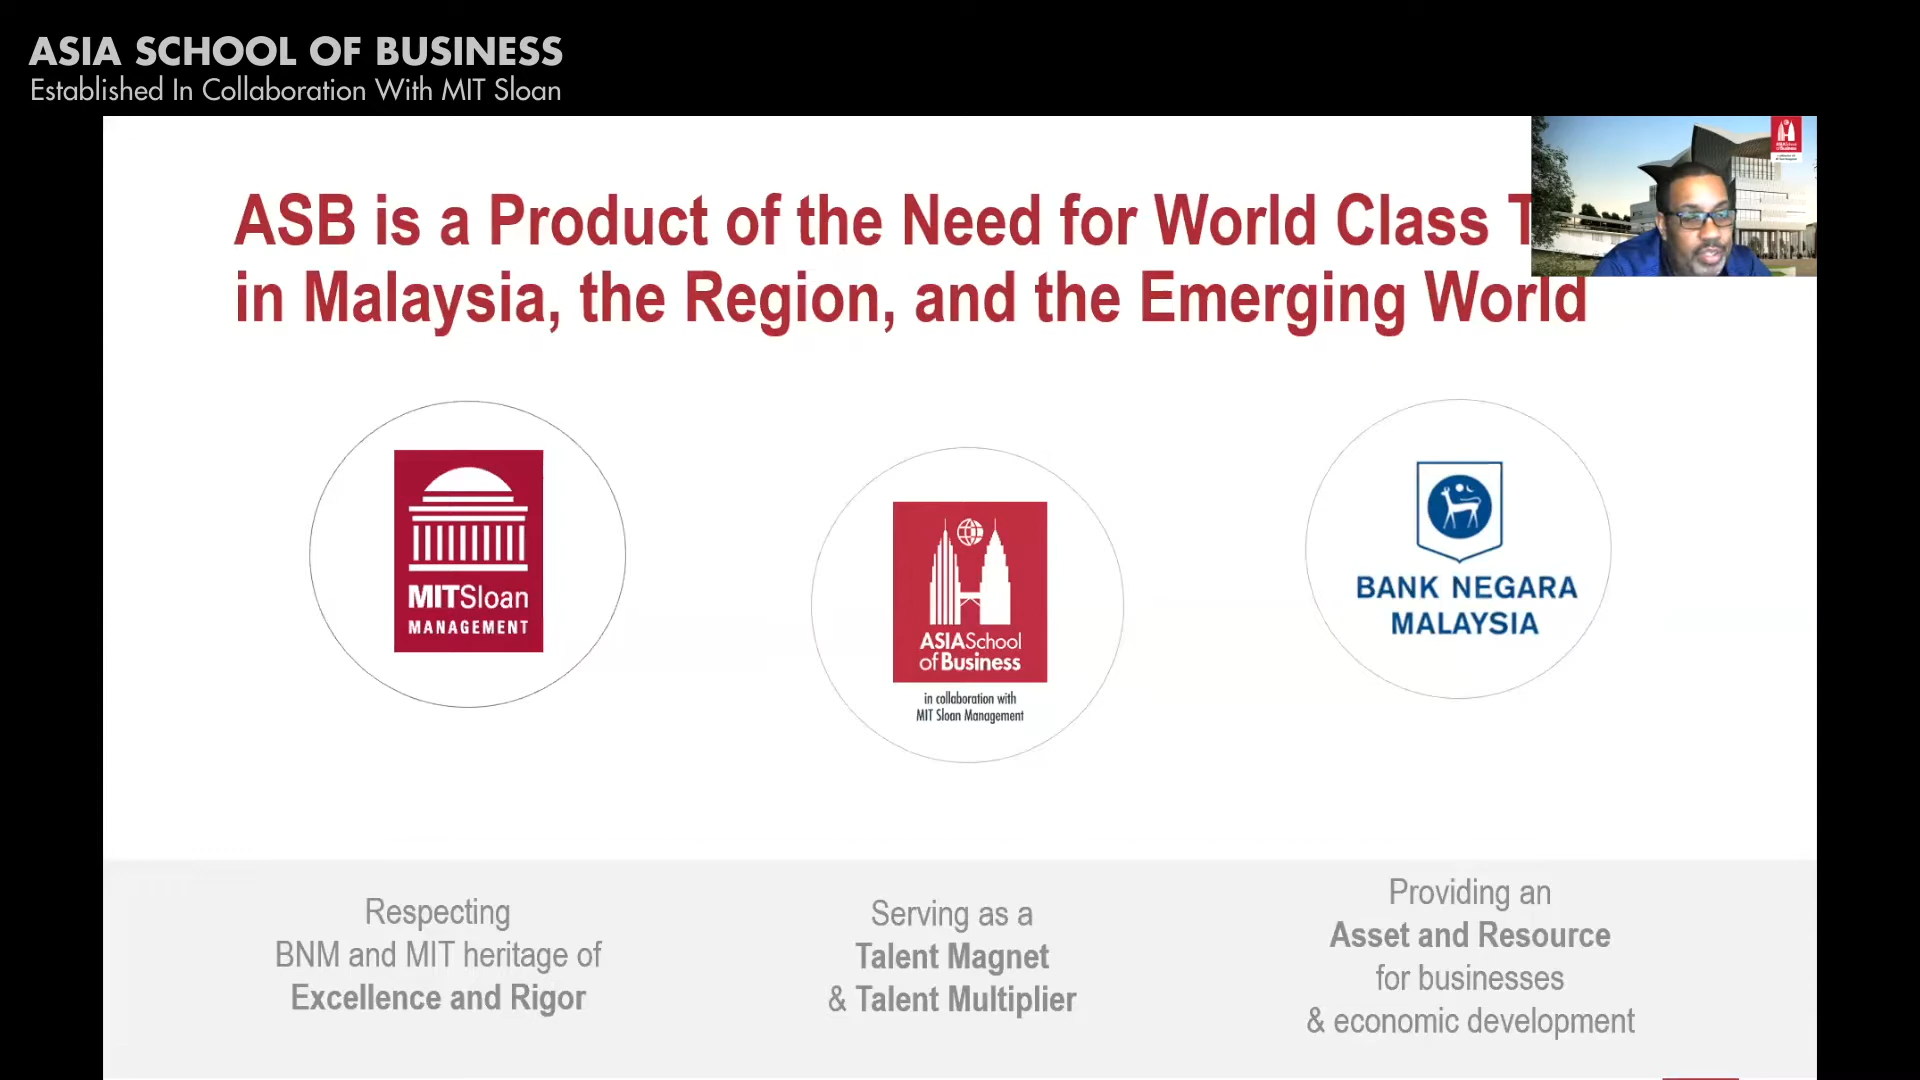 ASIA SCHOOL OF BUSINESS
Established In Collaboration With MIT Sloan
ASB is a Product of the Need for World Class
in Malaysia, the Region, and the Emerging World
MITSloan
MANAGEMENT
ASIASchool
of Business
in collaboration with
MIT Sloan Management
BANK NEGARA
MALAYSIA
Respecting
BNM and MIT heritage of
Excellence and Rigor
Serving as a
Talent Magnet
& Talent Multiplier
Providing an
Asset and Resource
for businesses
& economic development